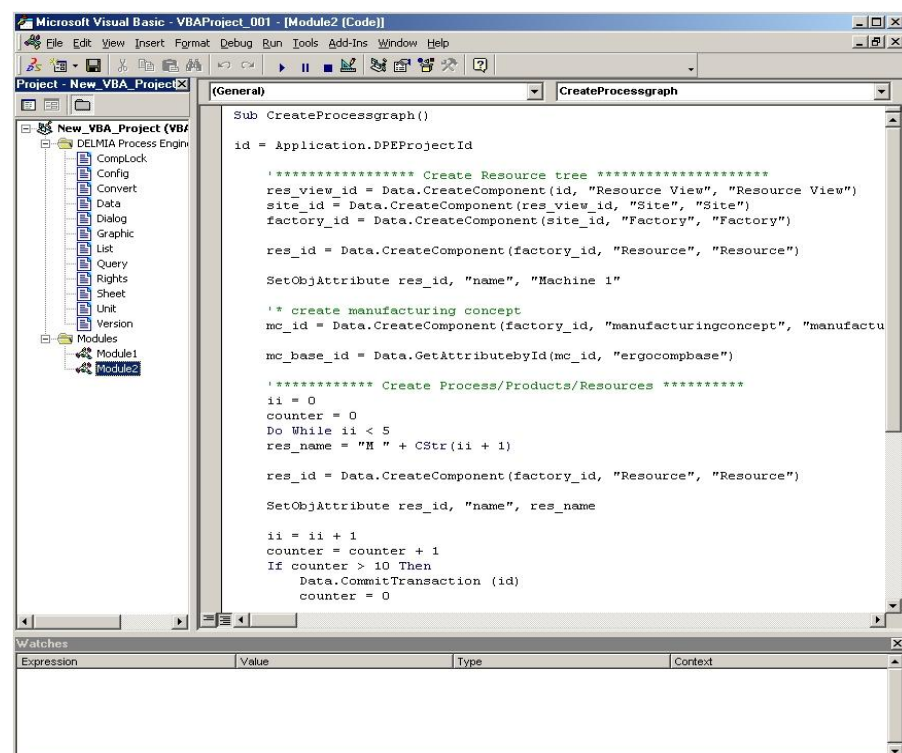 Microsoft Visual Basic - VBAProject_001 - [Module2 (Code)]
File Edit View Insert Format Debug Run Tools Add-Ins Window Help
Project - New_VBA_Project
New_VBA_Project (VBA
DELMIA Process Engin
CompLock
Config
Convert
Data
Dialog
Graphic
List
Query
Rights
Sheet
Unit
Version
Modules
Module1
Module2
(General)
CreateProcessgraph
Sub CreateProcessgraph()
id = Application.DPEProjectId
'***************** Create Resource tree *********************
res_view_id = Data.CreateComponent(id, "Resource View", "Resource View")
site_id = Data.CreateComponent(res_view_id, "Site", "Site")
factory_id = Data.CreateComponent(site_id, "Factory", "Factory")
res_id = Data.CreateComponent(factory_id, "Resource", "Resource")
SetObjAttribute res_id, "name", "Machine 1"
'* create manufacturing concept
mc_id = Data.CreateComponent(factory_id, "manufacturingconcept", "manufactu
mc_base_id = Data.GetAttributebyId(mc_id, "ergocompbase")
'************ Create Process/Products/Resources **********
ii = 0
counter = 0
Do While ii < 5
res_name = "M " + CStr(ii + 1)
res_id = Data.CreateComponent(factory_id, "Resource", "Resource")
SetObjAttribute res_id, "name", res_name
ii = ii + 1
counter = counter + 1
If counter > 10 Then
Data.CommitTransaction (id)
counter = 0
Watches
Expression Value Type Context